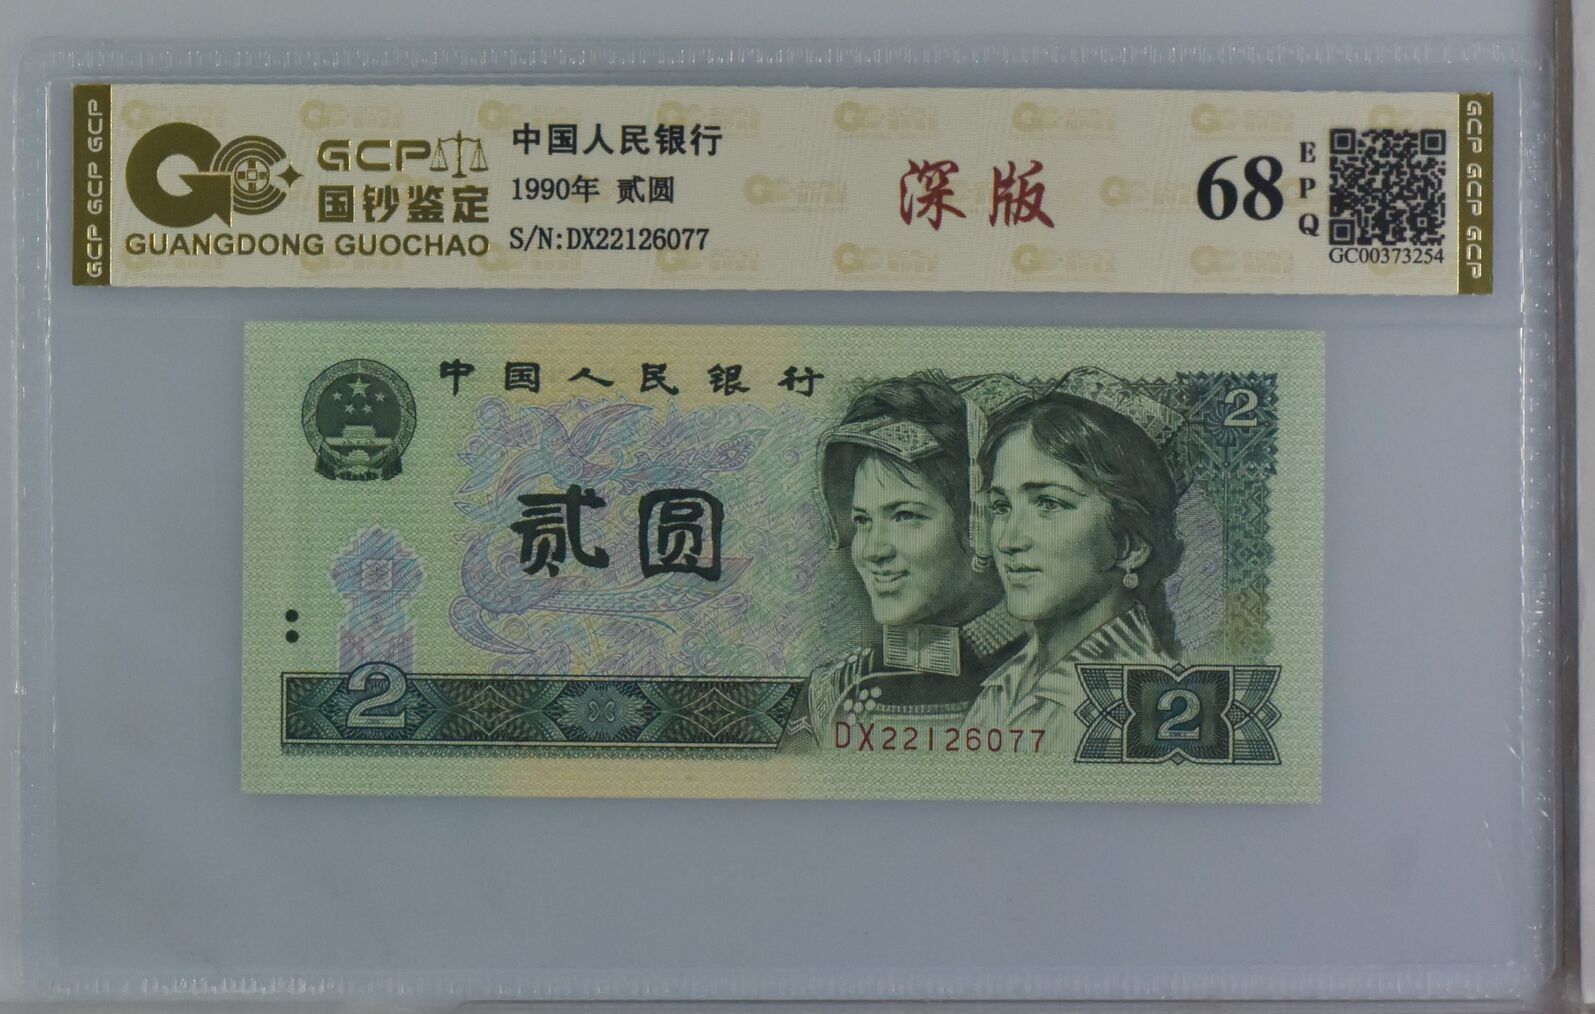 GCP GCP GCP
GCP
国钞鉴定
GUANGDONG GUOCHAO
中国人民银行
1990年 贰圆
S/N:DX22126077
深版
68
E
P
Q
GC00373254
GCP GCP GCP
中国人民银行
2
贰圆
2
DX22126077
2